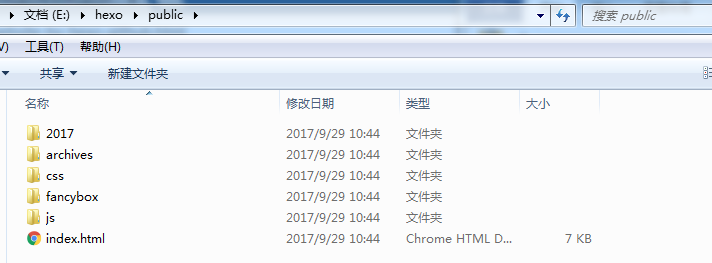 文档 (E:) hexo public 搜索 public
V) 工具(T) 帮助(H)
共享 新建文件夹
名称 修改日期 类型 大小
2017 2017/9/29 10:44 文件夹
archives 2017/9/29 10:44 文件夹
css 2017/9/29 10:44 文件夹
fancybox 2017/9/29 10:44 文件夹
js 2017/9/29 10:44 文件夹
index.html 2017/9/29 10:44 Chrome HTML D... 7 KB